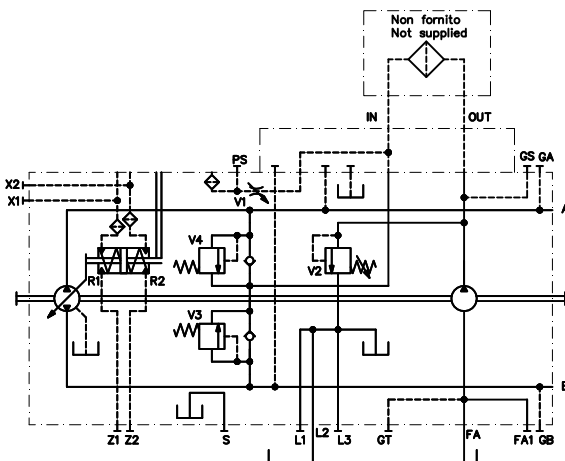 Non fornito
Not supplied
IN OUT
PS GS GA
X2
X1
V1 A
V4
R1 R2 V2
V3
B
Z1 Z2 S L1 L2 L3 GT FA FA1 GB